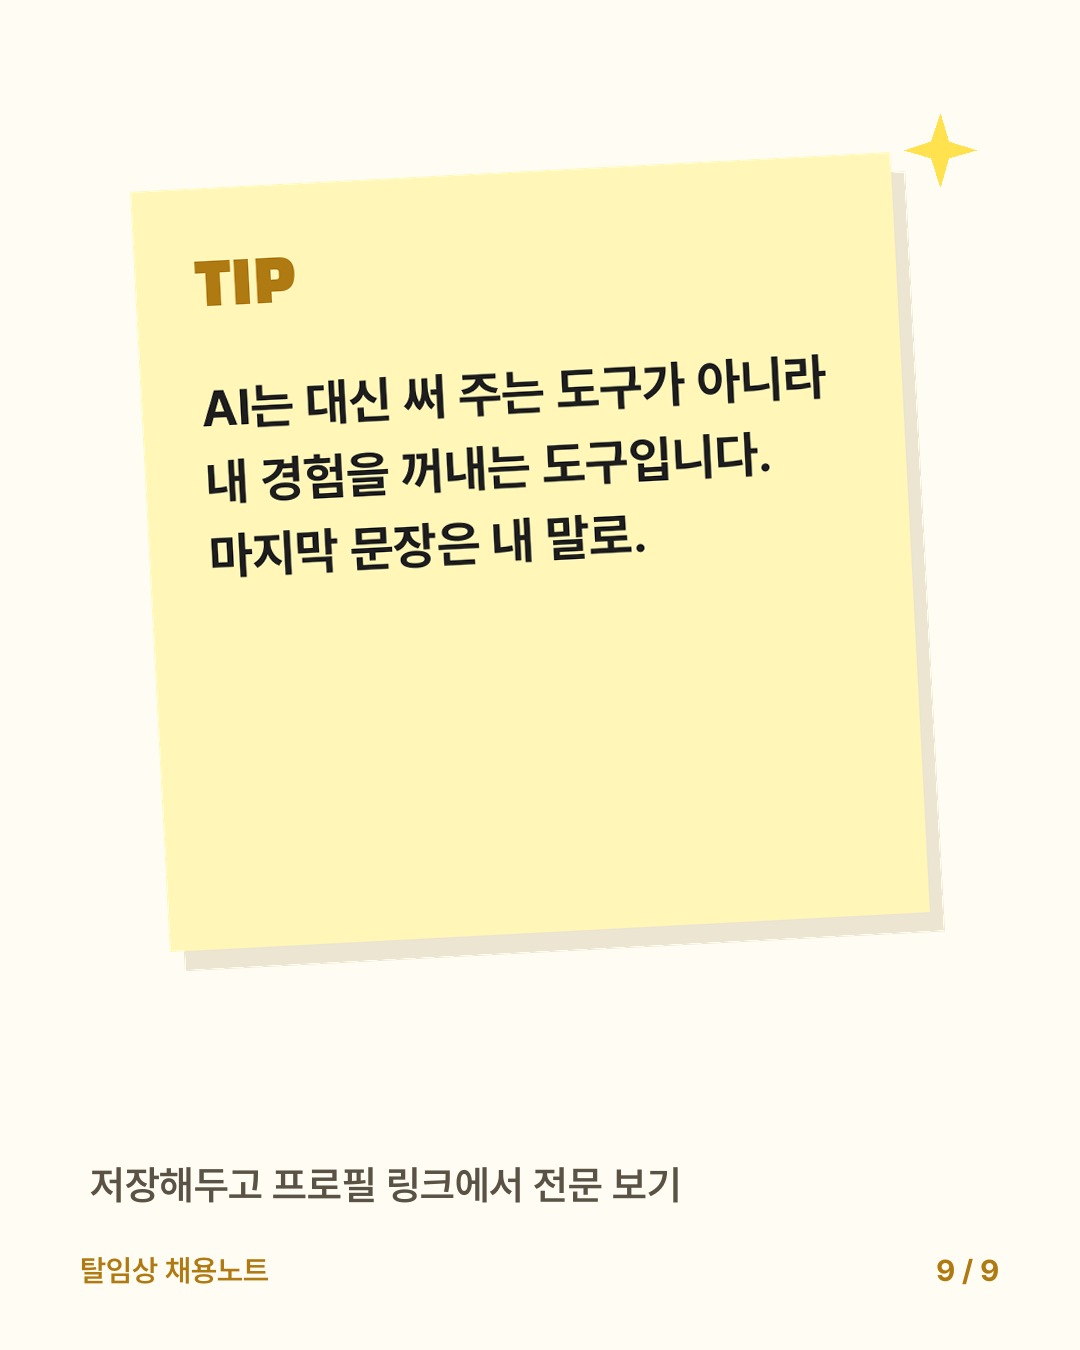 TIP
AI는 대신 써 주는 도구가 아니라
내 경험을 꺼내는 도구입니다.
마지막 문장은 내 말로.
저장해두고 프로필 링크에서 전문 보기
탈임상 채용노트
9 / 9